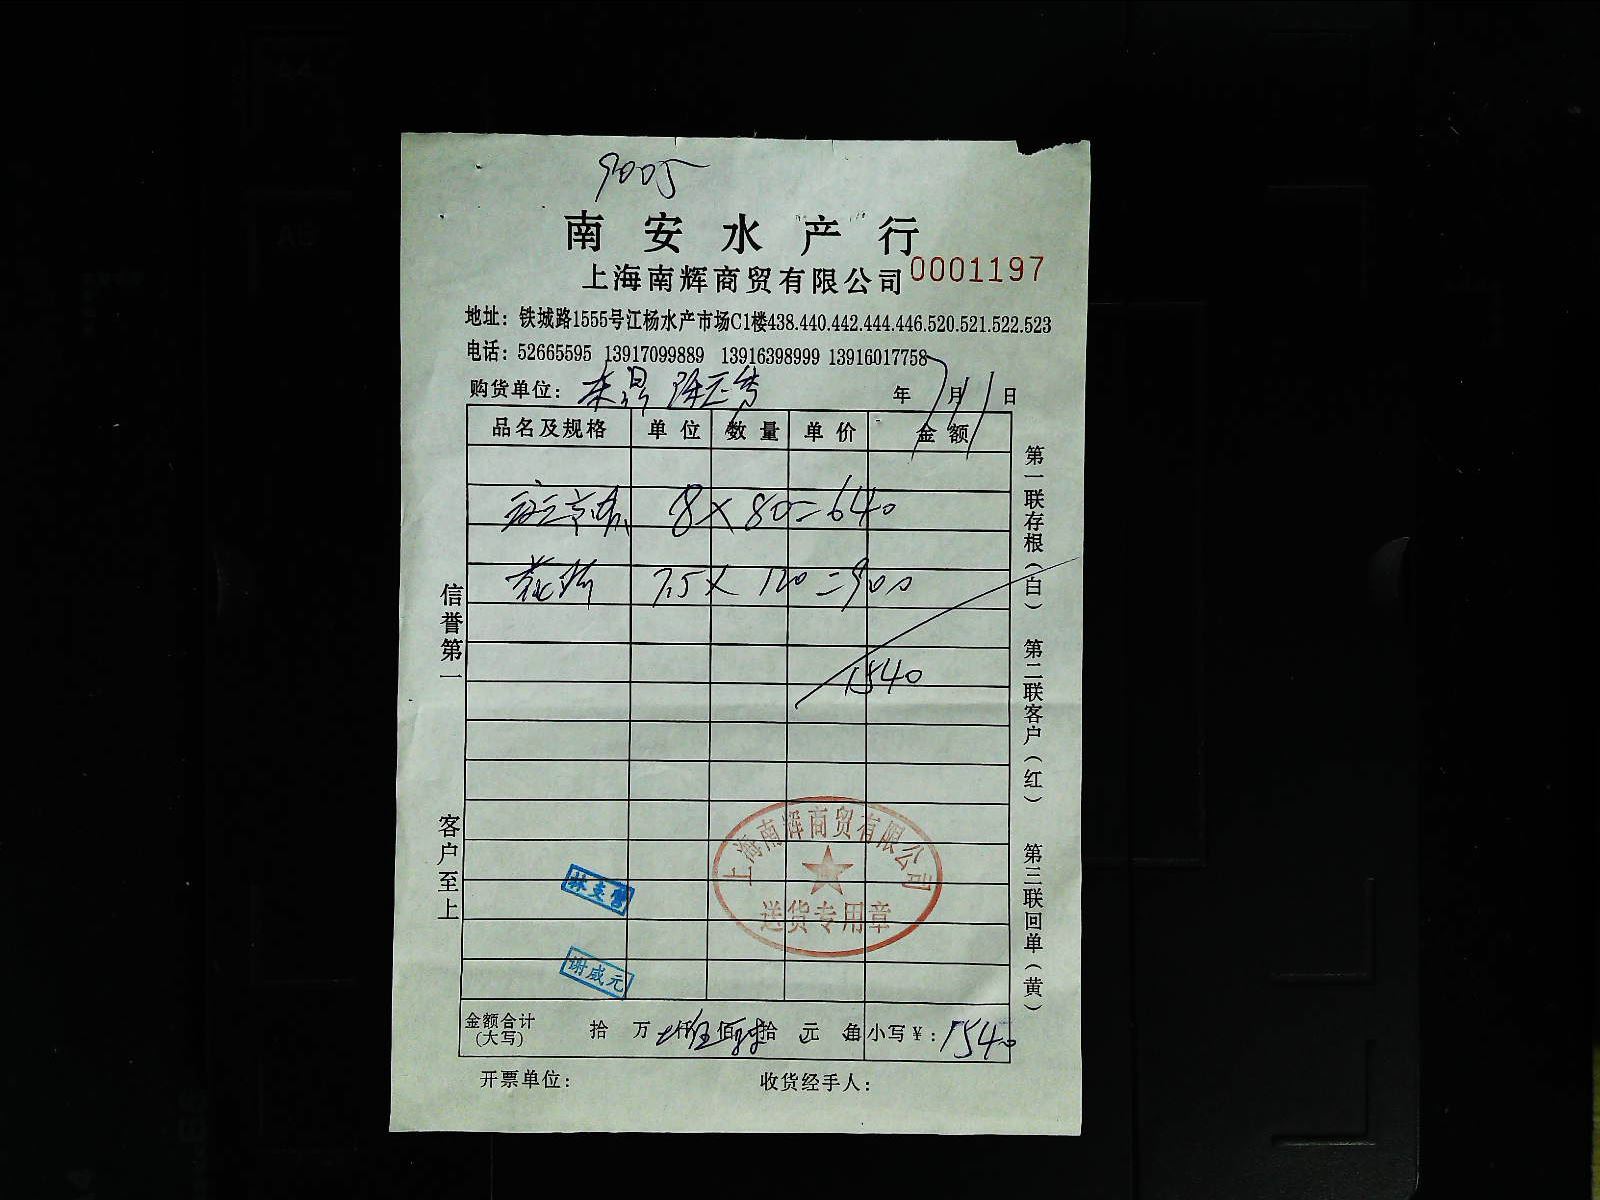 9005
南安水产行
上海南辉商贸有限公司 0001197
地址：铁城路1555号江杨水产市场C1楼438.440.442.444.446.520.521.522.523
电话：52665595 13917099889 13916398999 13916017758
购货单位： 年7月1日
品名及规格 单位 数量 单价 金额
8×80=640
花 7.5×120=900
1540
信誉第一
客户至上
第一联存根（白） 第二联客户（红） 第三联回单（黄）
上海南辉商贸有限公司
送货专用章
林主营
谢威元
金额合计（大写） 拾 万 仟 佰 拾 元 角 小写￥：1540
开票单位： 收货经手人：